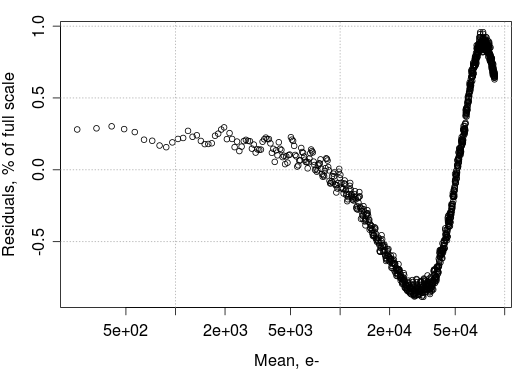 1.0
0.5
0.0
-0.5
Residuals, % of full scale
5e+02 2e+03 5e+03 2e+04 5e+04
Mean, e-